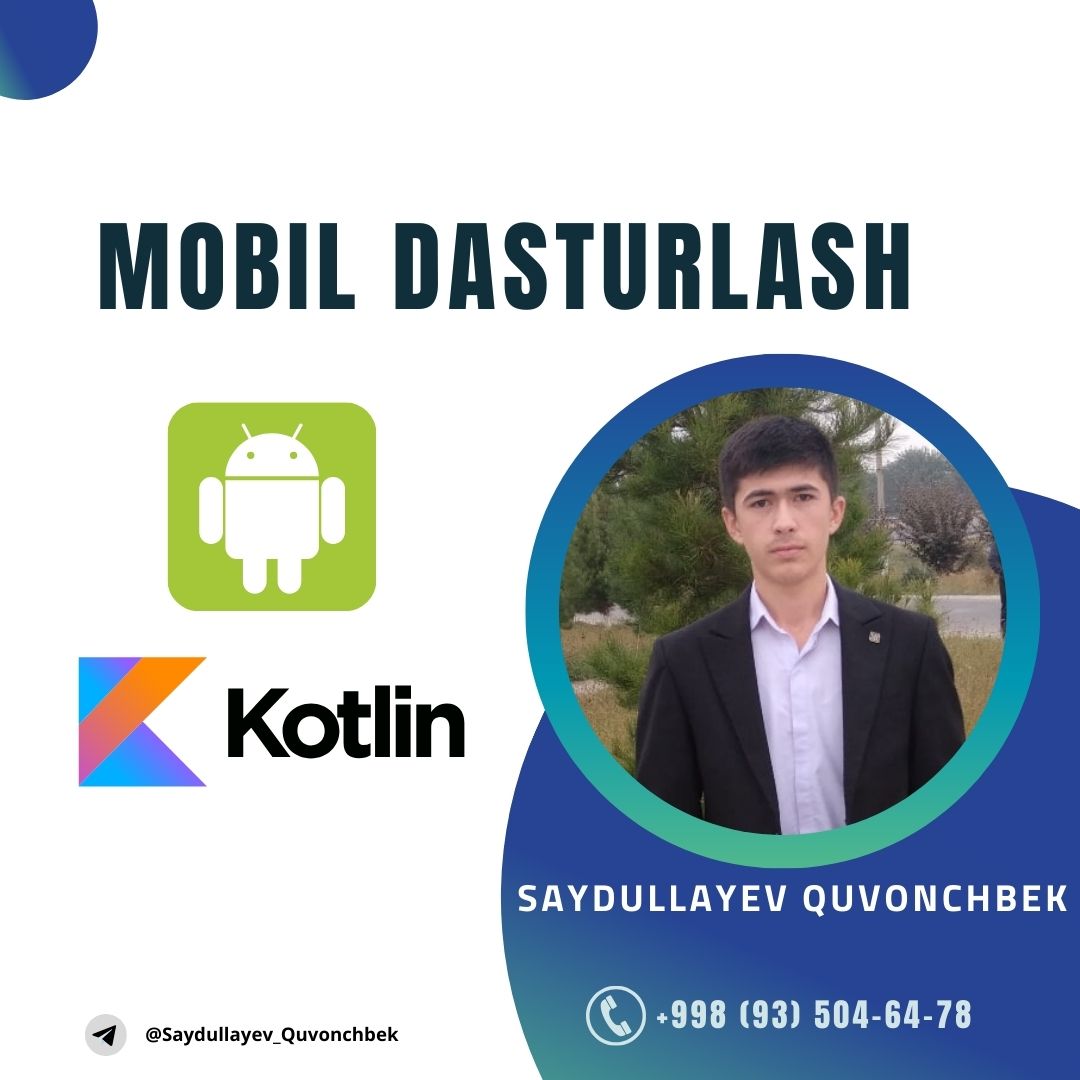 MOBIL DASTURLASH
Kotlin
SAYDULLAYEV QUVONCHBEK
+998 (93) 504-64-78
@Saydullayev_Quvonchbek